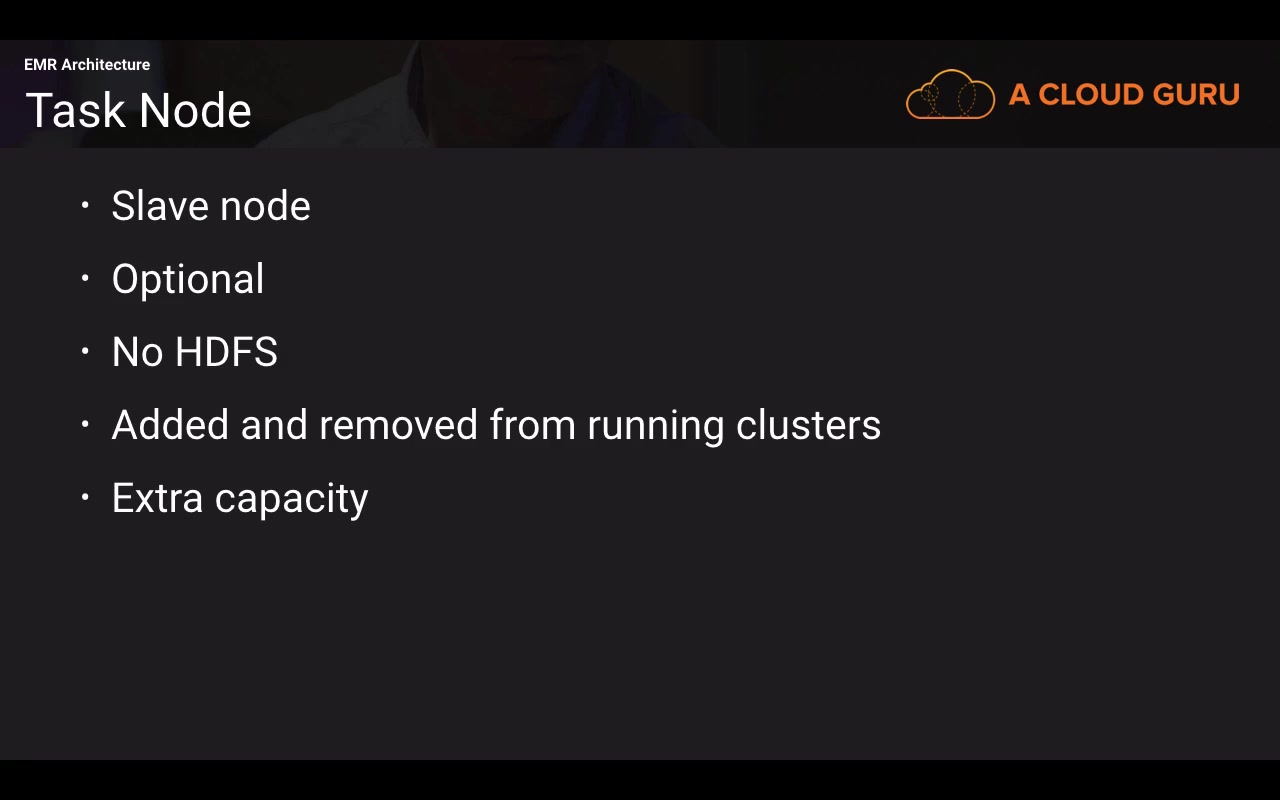 EMR Architecture
Task Node
A CLOUD GURU
• Slave node
• Optional
• No HDFS
• Added and removed from running clusters
• Extra capacity